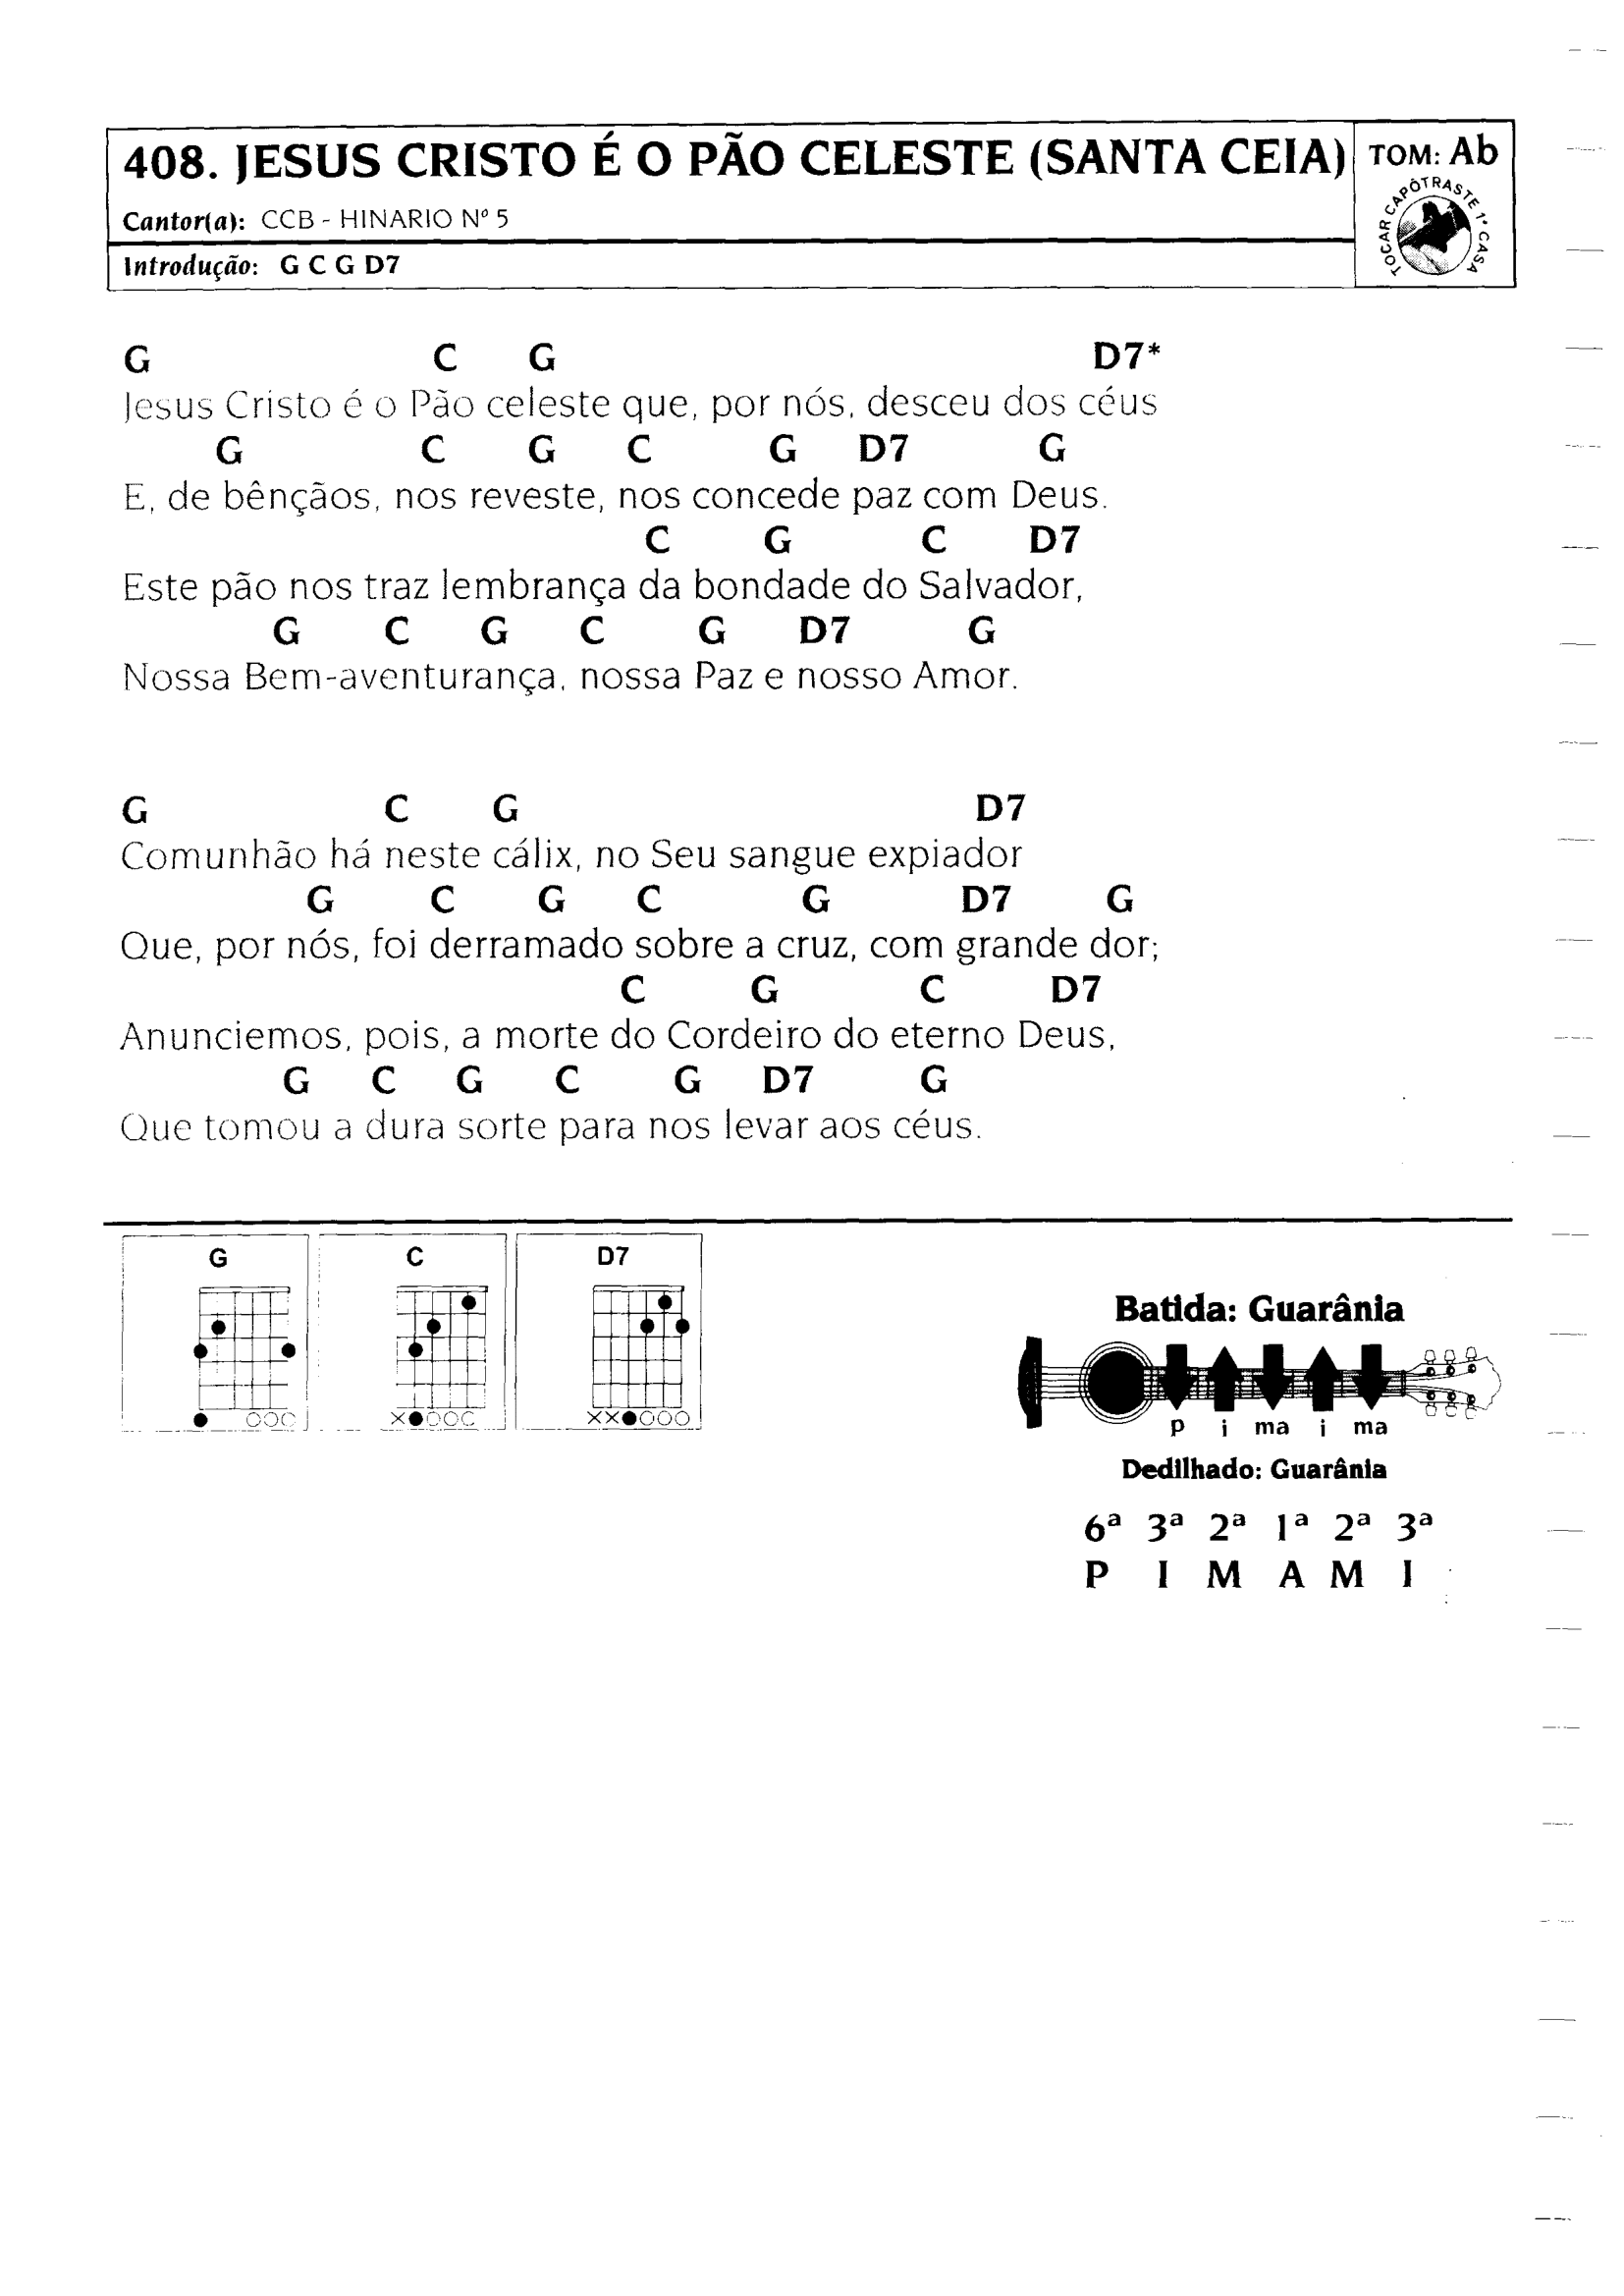 408. JESUS CRISTO É O PÃO CELESTE (SANTA CEIA)
TOM: Ab
Cantor(a): CCB - HINARIO Nº 5
TOCAR CAPÔTRASTE 1ª CASA
Introdução: G C G D7
G C G D7*
Jesus Cristo é o Pão celeste que, por nós, desceu dos céus
G C G C G D7 G
E, de bênçãos, nos reveste, nos concede paz com Deus.
C G C D7
Este pão nos traz lembrança da bondade do Salvador,
G C G C G D7 G
Nossa Bem-aventurança, nossa Paz e nosso Amor.
G C G D7
Comunhão há neste cálix, no Seu sangue expiador
G C G C G D7 G
Que, por nós, foi derramado sobre a cruz, com grande dor;
C G C D7
Anunciemos, pois, a morte do Cordeiro do eterno Deus,
G C G C G D7 G
Que tomou a dura sorte para nos levar aos céus.
G C D7
Batida: Guarânia
p i ma i ma
Dedilhado: Guarânia
6ª 3ª 2ª 1ª 2ª 3ª
P I M A M I